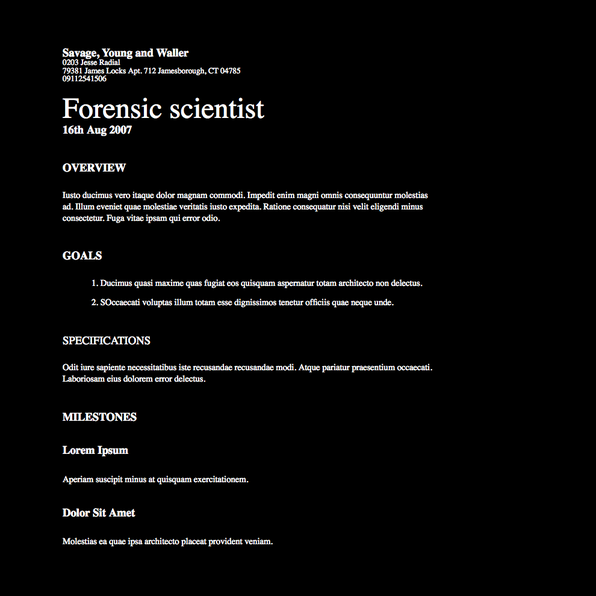 Savage, Young and Waller
0203 Jesse Radial
79381 James Locks Apt. 712 Jamesborough, CT 04785
09112541506
Forensic scientist
16th Aug 2007
OVERVIEW
Iusto ducimus vero itaque dolor magnam commodi. Impedit enim magni omnis consequuntur molestias
ad. Illum eveniet quae molestiae veritatis iusto expedita. Ratione consequatur nisi velit eligendi minus
consectetur. Fuga vitae ipsam qui error odio.
GOALS
1. Ducimus quasi maxime quas fugiat eos quisquam aspernatur totam architecto non delectus.
2. SOccaecati voluptas illum totam esse dignissimos tenetur officiis quae neque unde.
SPECIFICATIONS
Odit iure sapiente necessitatibus iste recusandae recusandae modi. Atque pariatur praesentium occaecati.
Laboriosam eius dolorem error delectus.
MILESTONES
Lorem Ipsum
Aperiam suscipit minus at quisquam exercitationem.
Dolor Sit Amet
Molestias ea quae ipsa architecto placeat provident veniam.